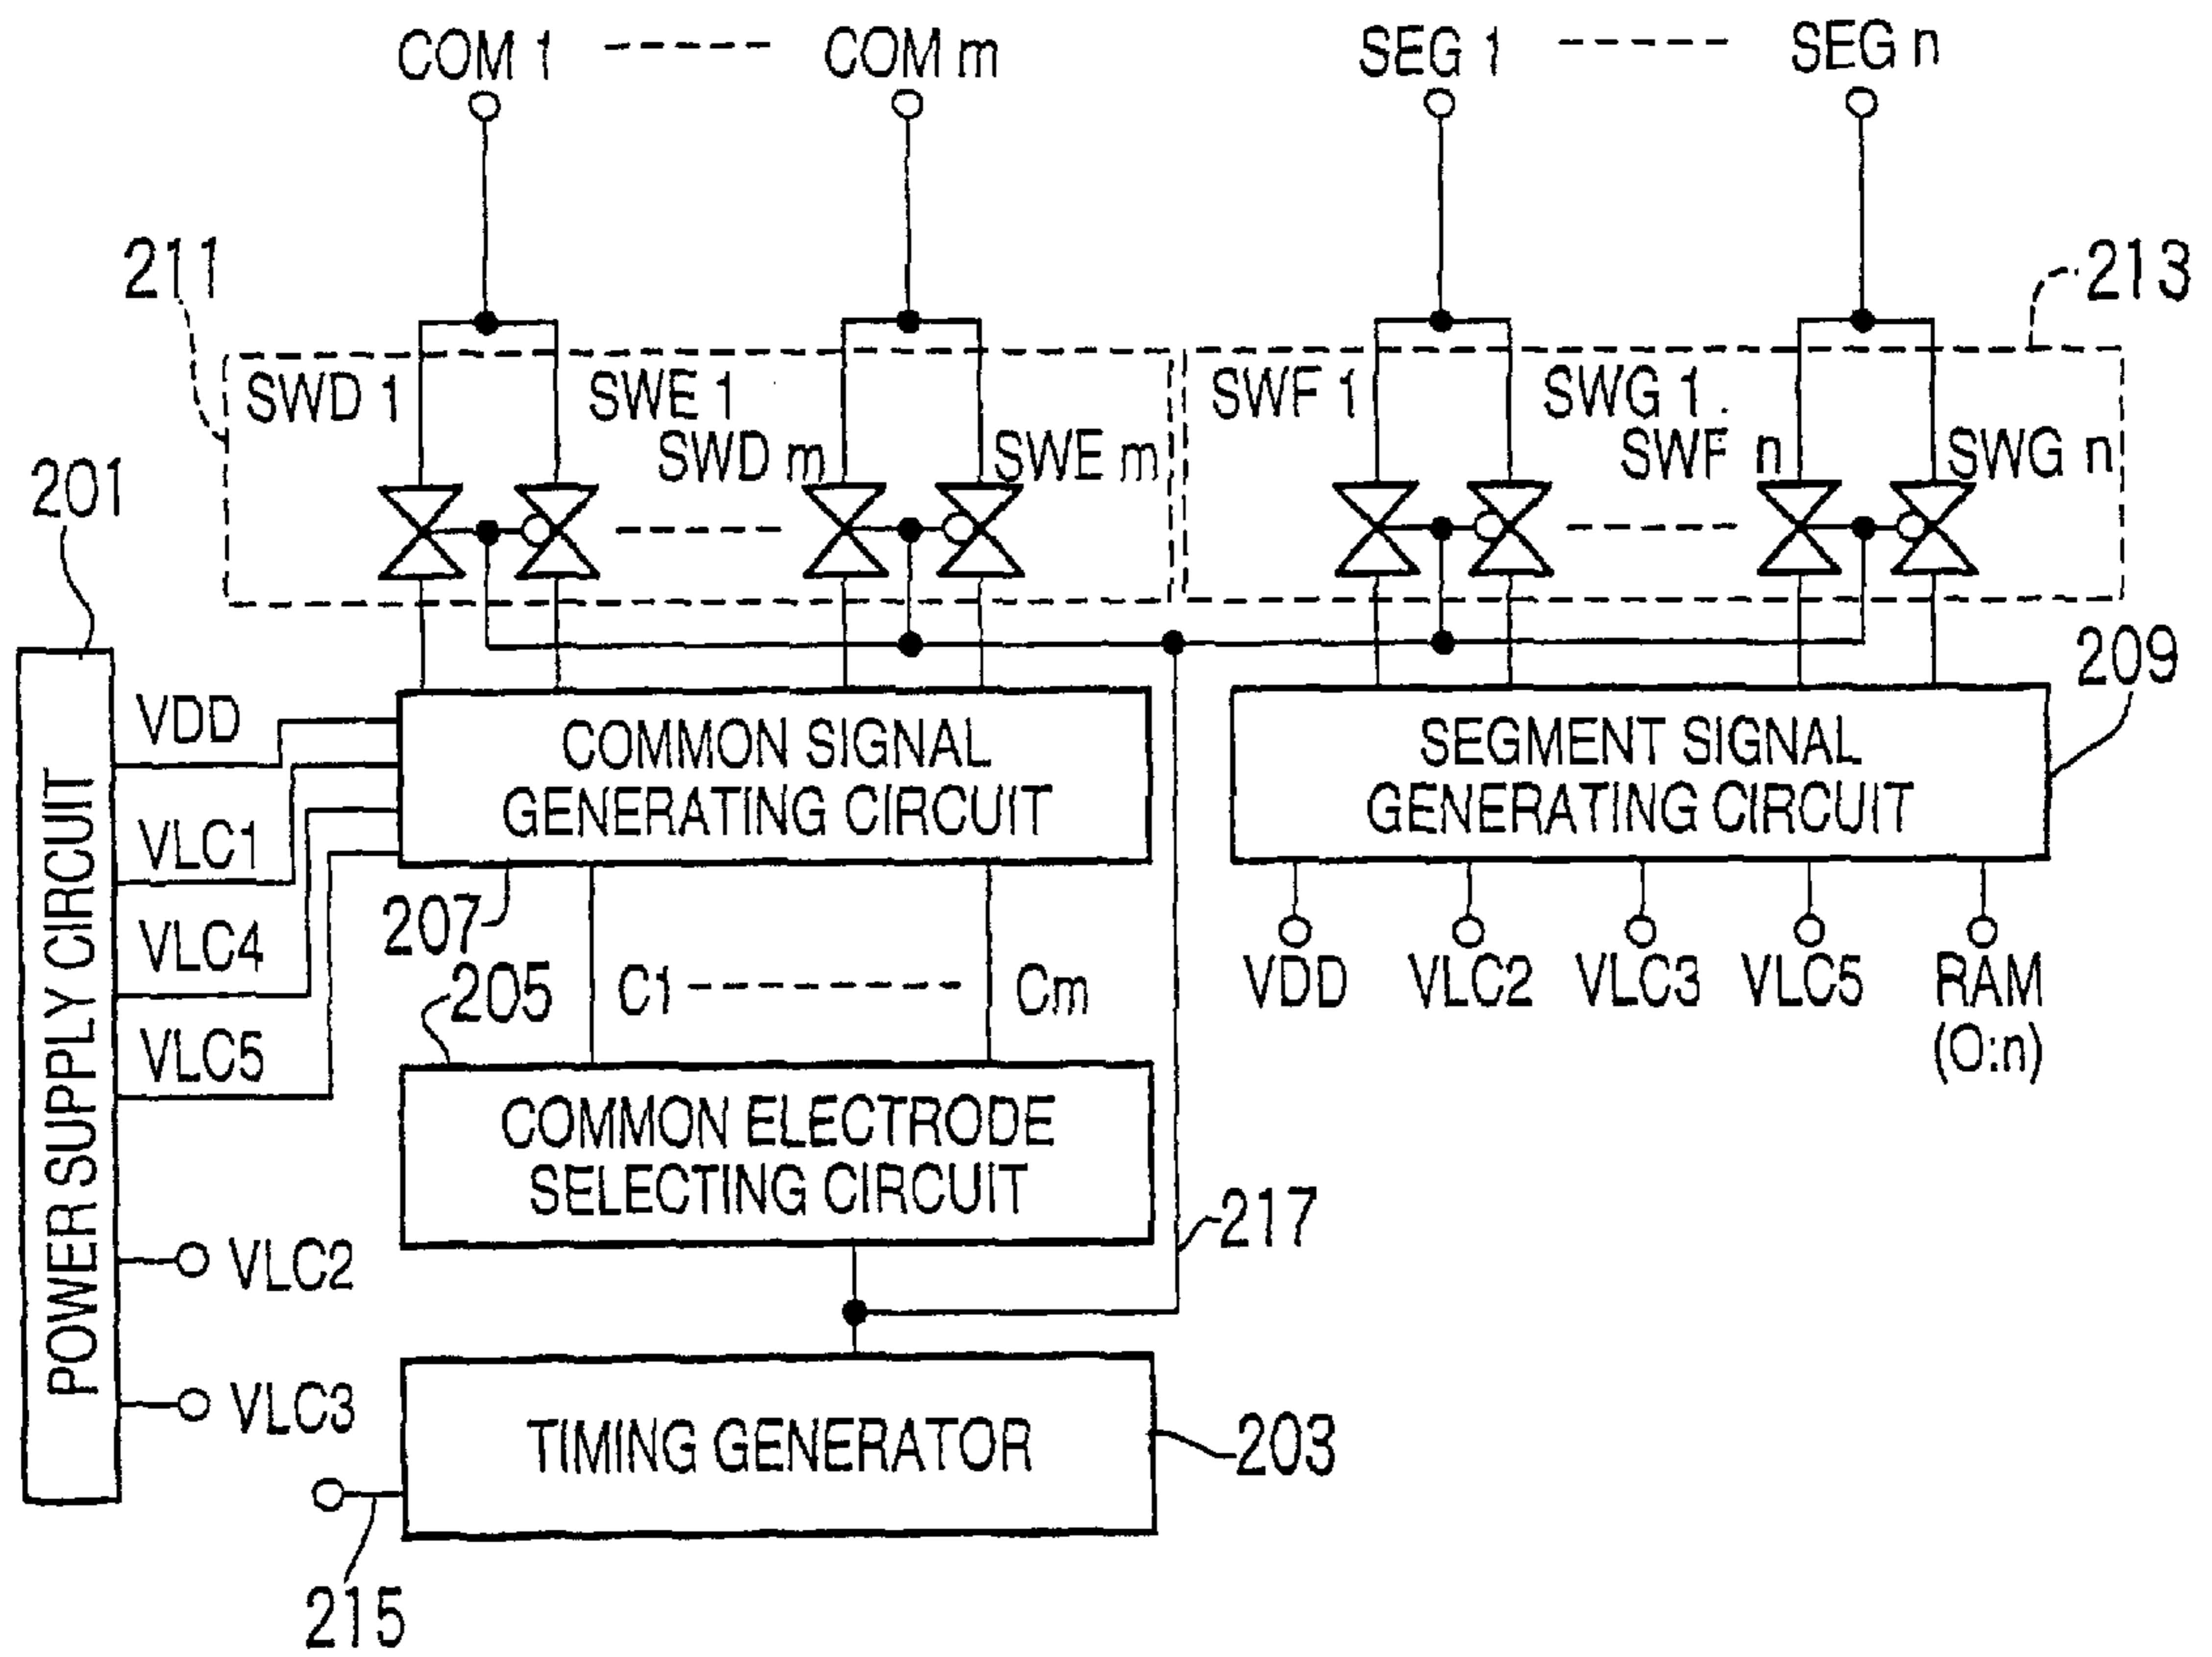 COM 1 ------ COM m
SEG 1 ------ SEG n
211
213
SWD 1
SWE 1
SWD m
SWE m
SWF 1
SWG 1
SWF n
SWG n
201
209
POWER SUPPLY CIRCUIT
VDD
VLC1
VLC4
VLC5
VLC2
VLC3
COMMON SIGNAL
GENERATING CIRCUIT
SEGMENT SIGNAL
GENERATING CIRCUIT
207
205
C1 ------ Cm
VDD
VLC2
VLC3
VLC5
RAM
(O:n)
COMMON ELECTRODE
SELECTING CIRCUIT
217
TIMING GENERATOR
203
215